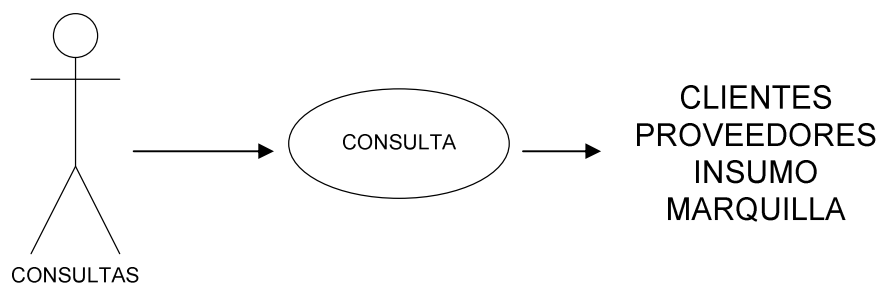 CONSULTAS
CONSULTA
CLIENTES
PROVEEDORES
INSUMO
MARQUILLA